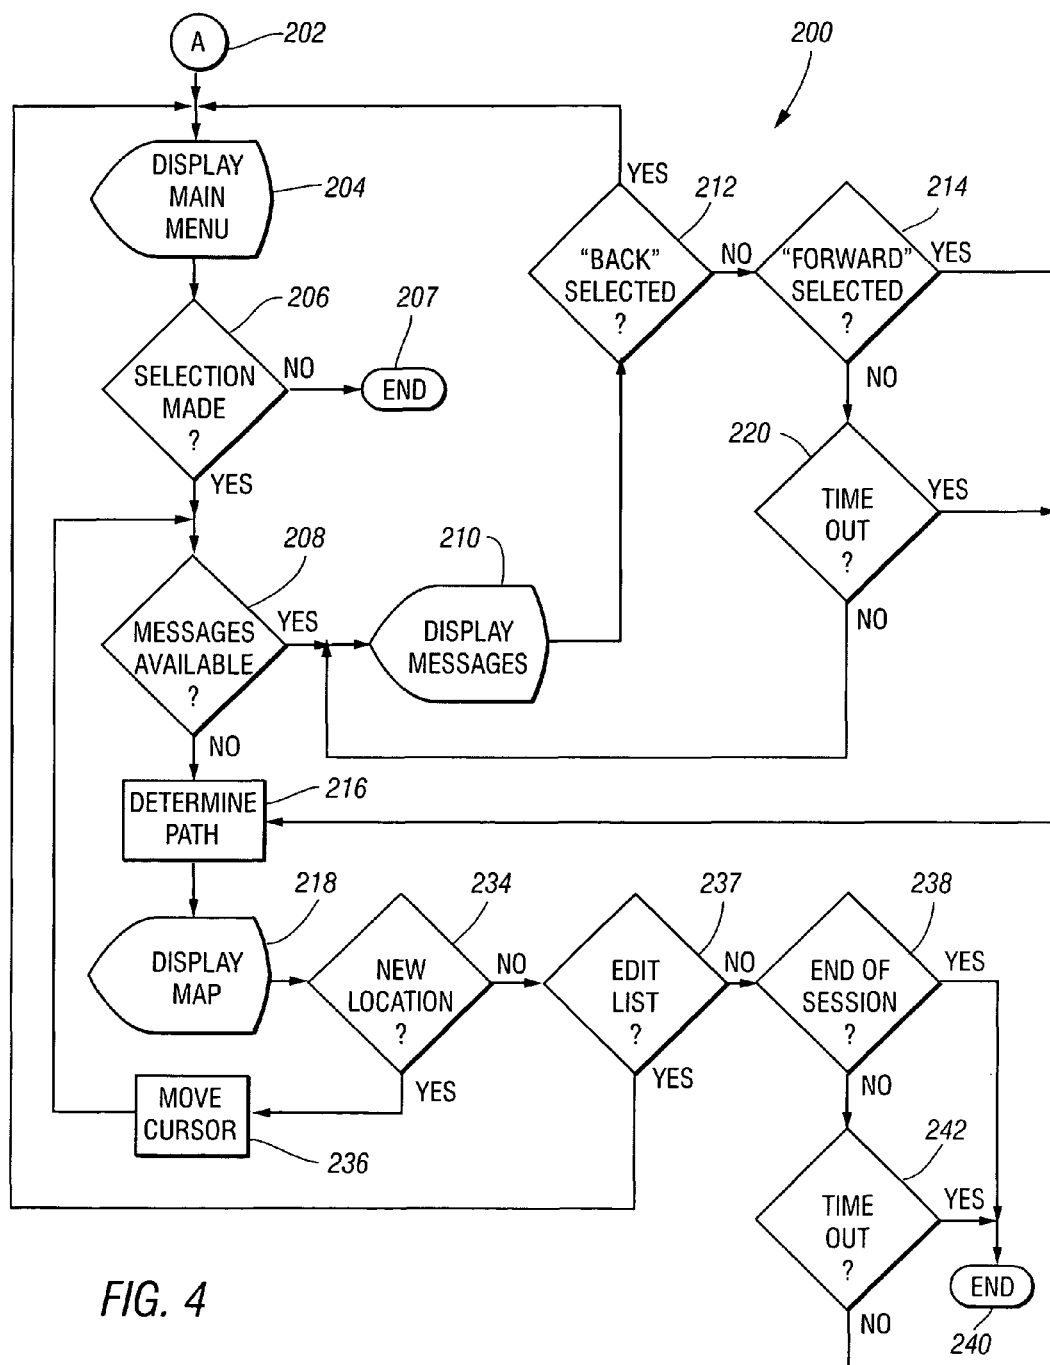 A
202
200
DISPLAY
MAIN
MENU
204
YES
212
214
"BACK"
SELECTED
?
NO
"FORWARD"
SELECTED
?
YES
206
207
SELECTION
MADE
?
NO
END
NO
YES
220
TIME
OUT
?
YES
208
210
NO
MESSAGES
AVAILABLE
?
YES
DISPLAY
MESSAGES
NO
DETERMINE
PATH
216
218
234
237
238
DISPLAY
MAP
NEW
LOCATION
?
NO
EDIT
LIST
?
NO
END OF
SESSION
?
YES
YES
YES
NO
MOVE
CURSOR
236
242
TIME
OUT
?
YES
END
240
NO
FIG. 4